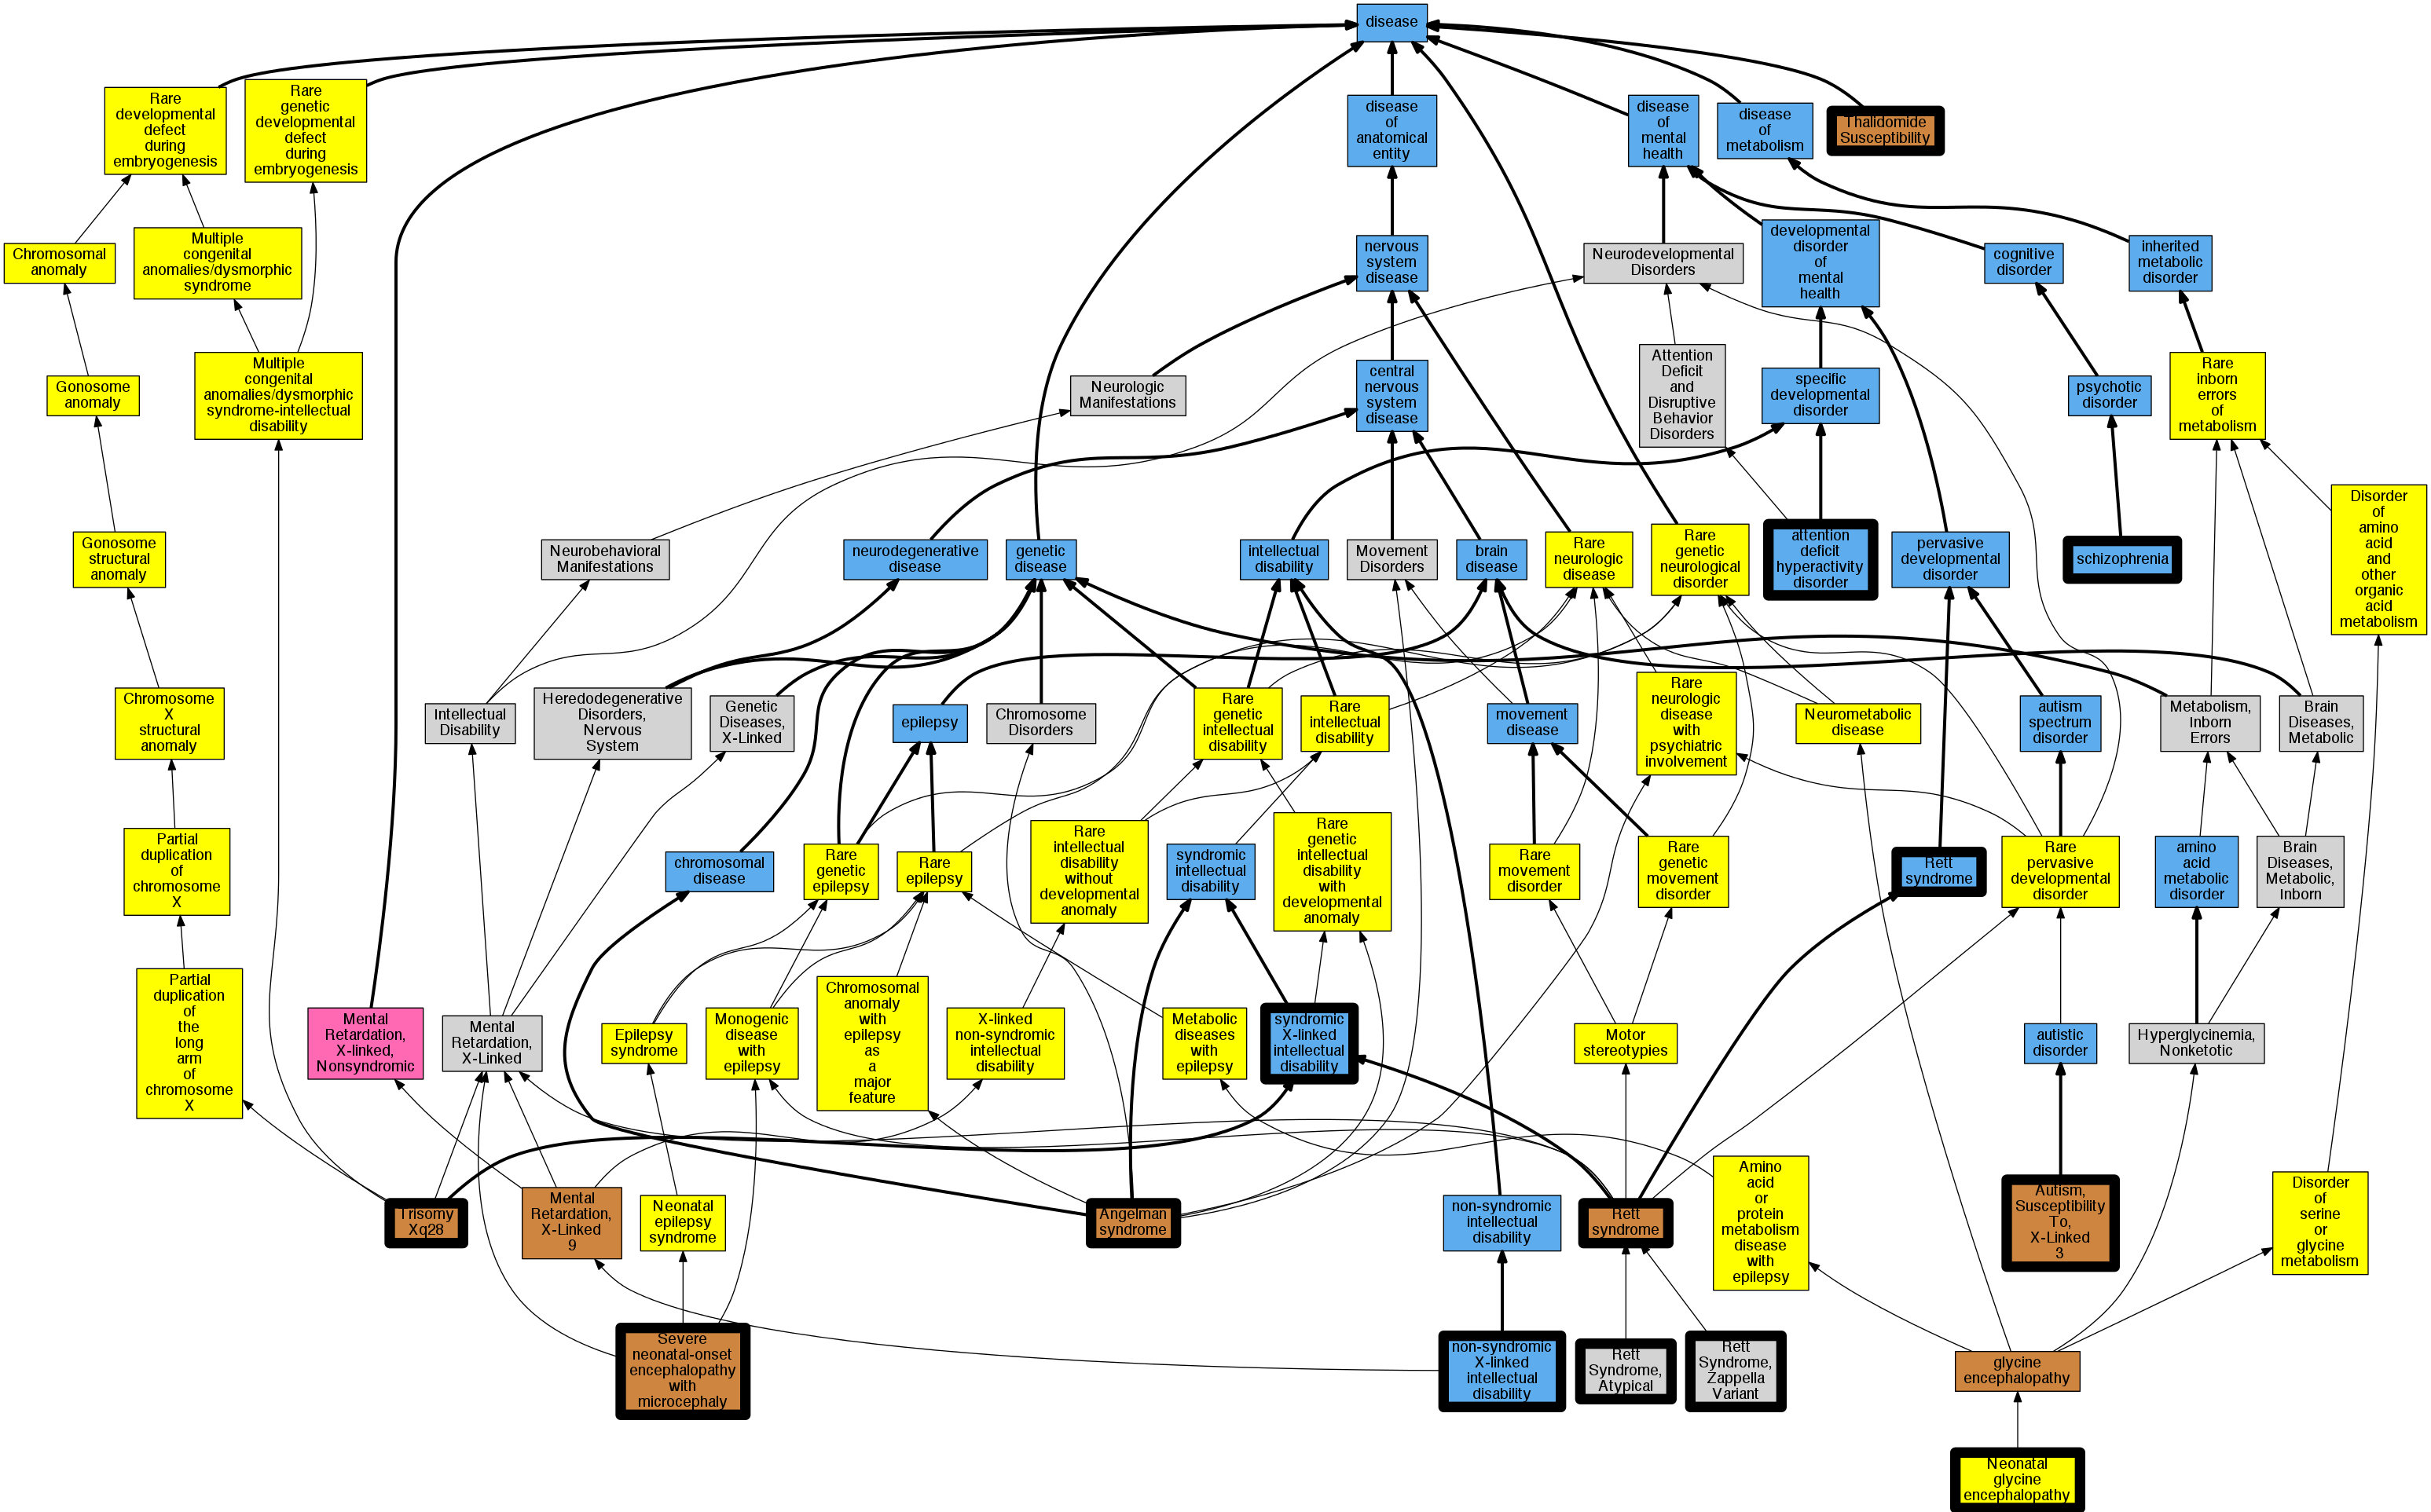 disease
Rare
developmental
defect
during
embryogenesis
Rare
genetic
developmental
defect
during
embryogenesis
disease
of
anatomical
entity
disease
of
mental
health
disease
of
metabolism
Thalidomide
Susceptibility
Chromosomal
anomaly
Multiple
congenital
anomalies/dysmorphic
syndrome
nervous
system
disease
Neurodevelopmental
Disorders
developmental
disorder
of
mental
health
cognitive
disorder
inherited
metabolic
disorder
Gonosome
anomaly
Multiple
congenital
anomalies/dysmorphic
syndrome-intellectual
disability
Neurologic
Manifestations
central
nervous
system
disease
Attention
Deficit
and
Disruptive
Behavior
Disorders
specific
developmental
disorder
psychotic
disorder
Rare
inborn
errors
of
metabolism
Gonosome
structural
anomaly
Neurobehavioral
Manifestations
neurodegenerative
disease
genetic
disease
intellectual
disability
Movement
Disorders
brain
disease
Rare
neurologic
disease
Rare
genetic
neurological
disorder
attention
deficit
hyperactivity
disorder
pervasive
developmental
disorder
schizophrenia
Disorder
of
amino
acid
and
other
organic
acid
metabolism
Chromosome
X
structural
anomaly
Intellectual
Disability
Heredodegenerative
Disorders,
Nervous
System
Genetic
Diseases,
X-Linked
epilepsy
Chromosome
Disorders
Rare
genetic
intellectual
disability
Rare
intellectual
disability
movement
disease
Rare
neurologic
disease
with
psychiatric
involvement
Neurometabolic
disease
autism
spectrum
disorder
Metabolism,
Inborn
Errors
Brain
Diseases,
Metabolic
Partial
duplication
of
chromosome
X
chromosomal
disease
Rare
genetic
epilepsy
Rare
epilepsy
Rare
intellectual
disability
without
developmental
anomaly
syndromic
intellectual
disability
Rare
genetic
intellectual
disability
with
developmental
anomaly
Rare
movement
disorder
Rare
genetic
movement
disorder
Rett
syndrome
Rare
pervasive
developmental
disorder
amino
acid
metabolic
disorder
Brain
Diseases,
Metabolic,
Inborn
Partial
duplication
of
the
long
arm
of
chromosome
X
Mental
Retardation,
X-linked,
Nonsyndromic
Mental
Retardation,
X-Linked
Epilepsy
syndrome
Monogenic
disease
with
epilepsy
Chromosomal
anomaly
with
epilepsy
as
a
major
feature
X-linked
non-syndromic
intellectual
disability
Metabolic
diseases
with
epilepsy
syndromic
X-linked
intellectual
disability
Motor
stereotypies
autistic
disorder
Hyperglycinemia,
Nonketotic
Trisomy
Xq28
Mental
Retardation,
X-Linked
9
Neonatal
epilepsy
syndrome
Angelman
syndrome
non-syndromic
intellectual
disability
Rett
syndrome
Amino
acid
or
protein
metabolism
disease
with
epilepsy
Autism,
Susceptibility
To,
X-Linked
3
Disorder
of
serine
or
glycine
metabolism
Severe
neonatal-onset
encephalopathy
with
microcephaly
non-syndromic
X-linked
intellectual
disability
Rett
Syndrome,
Atypical
Rett
Syndrome,
Zappella
Variant
glycine
encephalopathy
Neonatal
glycine
encephalopathy